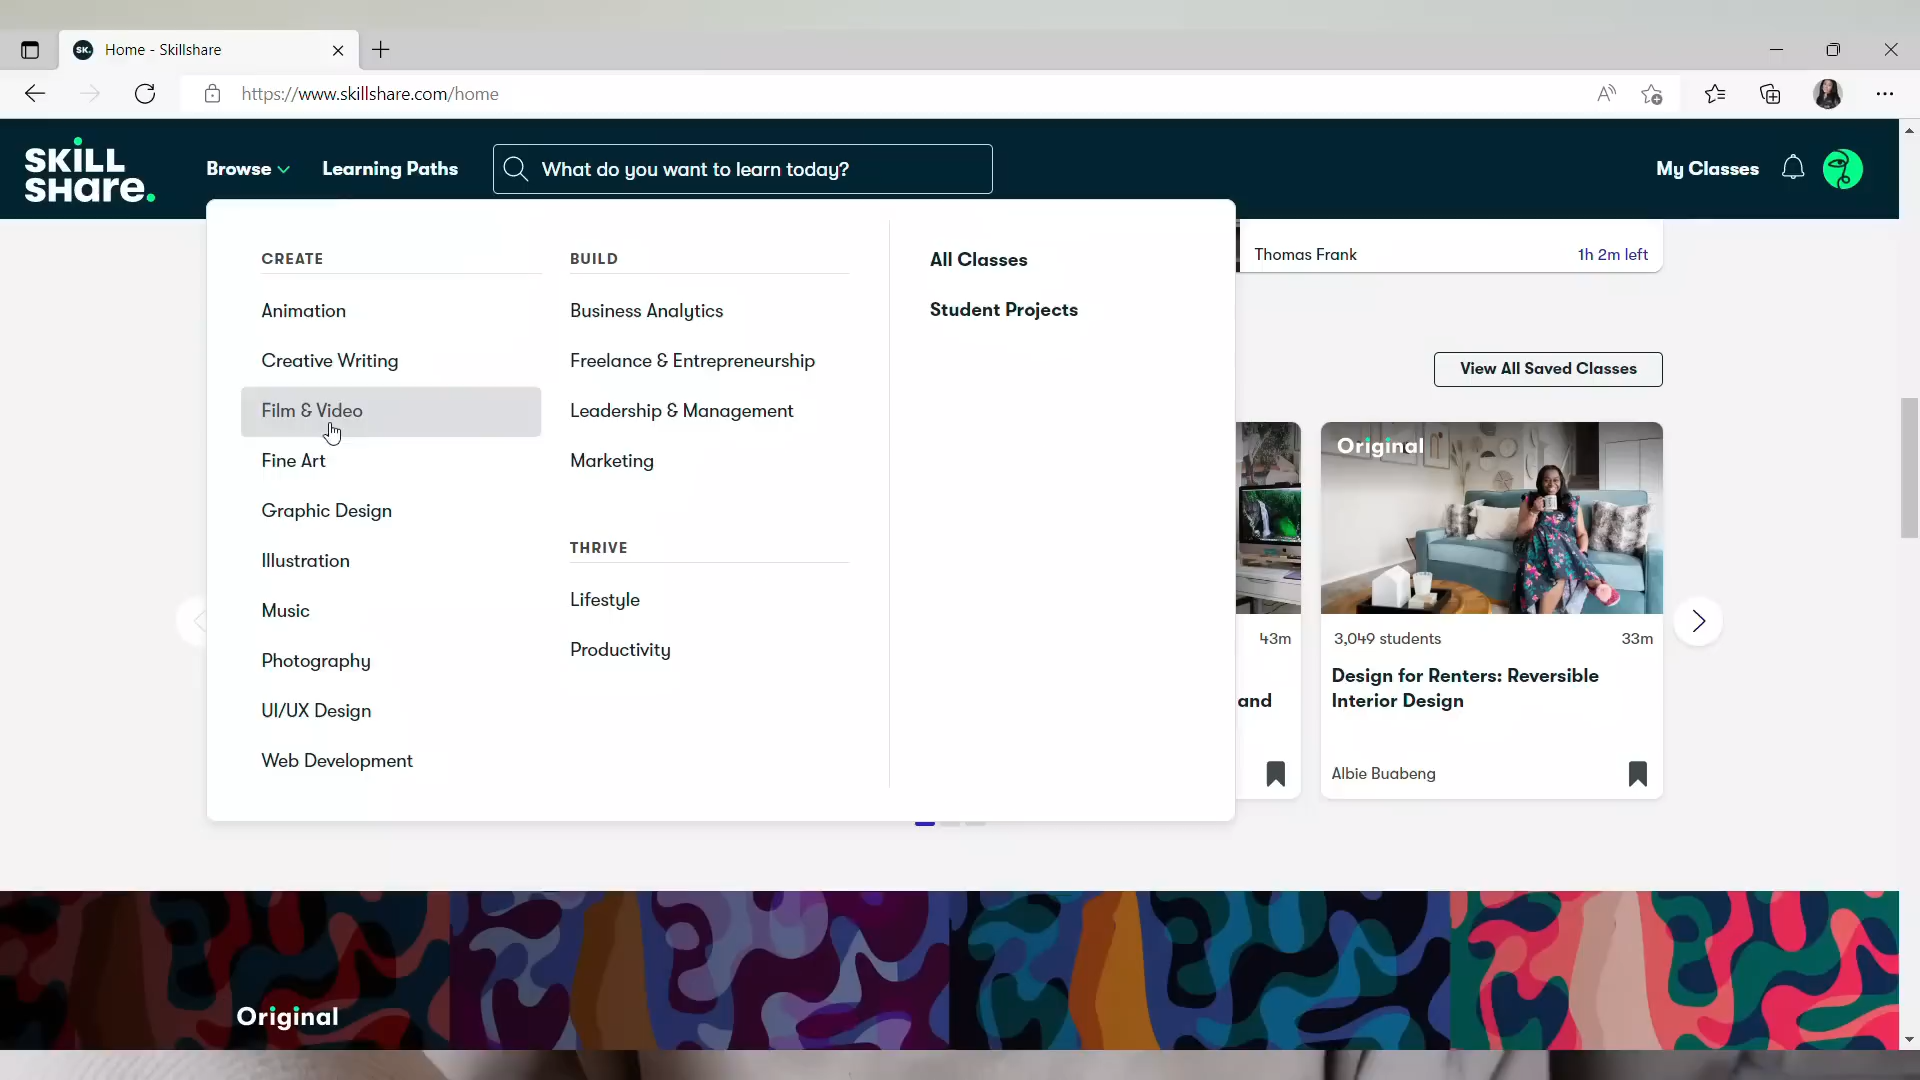 SK.
Home - Skillshare
https://www.skillshare.com/home
SKILL
SHARE.
Browse
Learning Paths
What do you want to learn today?
My Classes
CREATE
Animation
Creative Writing
Film & Video
Fine Art
Graphic Design
Illustration
Music
Photography
UI/UX Design
Web Development
BUILD
Business Analytics
Freelance & Entrepreneurship
Leadership & Management
Marketing
THRIVE
Lifestyle
Productivity
All Classes
Student Projects
Thomas Frank
1h 2m left
View All Saved Classes
43m
and
Original
3,049 students
33m
Design for Renters: Reversible
Interior Design
Albie Buabeng
Original